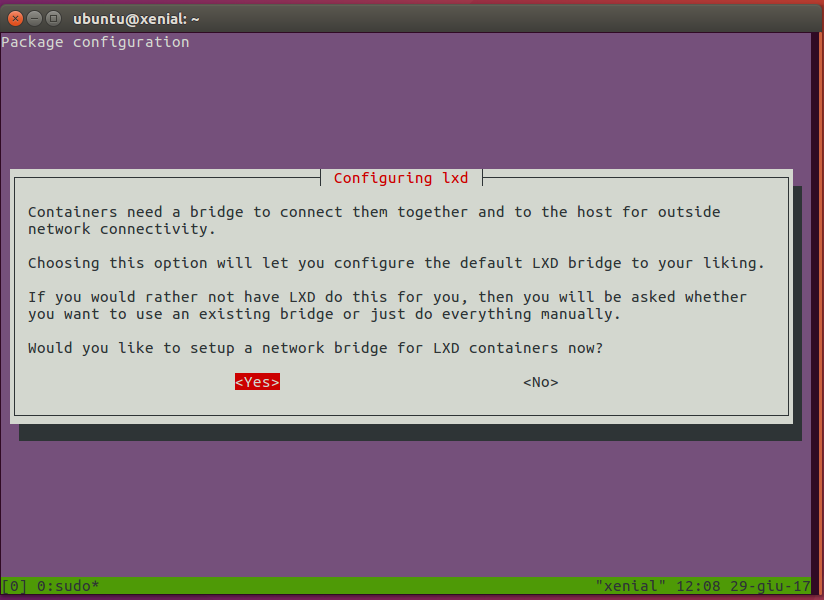 ubuntu@xenial: ~
Package configuration
Configuring lxd
Containers need a bridge to connect them together and to the host for outside
network connectivity.
Choosing this option will let you configure the default LXD bridge to your liking.
If you would rather not have LXD do this for you, then you will be asked whether
you want to use an existing bridge or just do everything manually.
Would you like to setup a network bridge for LXD containers now?
<Yes> <No>
[0] 0:sudo* "xenial" 12:08 29-giu-17